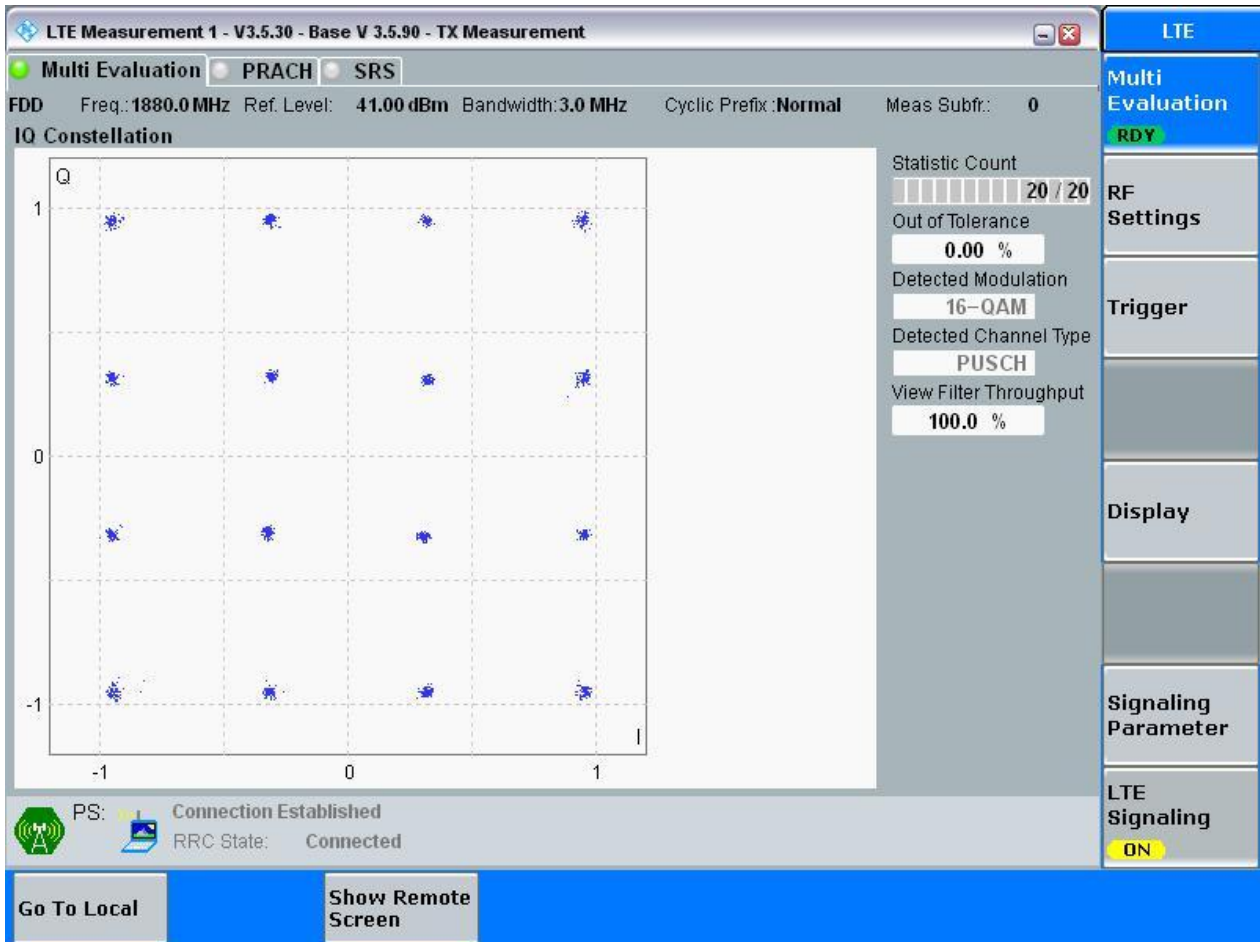 LTE Measurement 1 - V3.5.30 - Base V 3.5.90 - TX Measurement
Multi Evaluation PRACH SRS
FDD Freq.: 1880.0 MHz Ref. Level: 41.00 dBm Bandwidth: 3.0 MHz Cyclic Prefix : Normal Meas Subfr.: 0
IQ Constellation
Q
1
0
-1
I
-1 0 1
Statistic Count
20 / 20
Out of Tolerance
0.00 %
Detected Modulation
16-QAM
Detected Channel Type
PUSCH
View Filter Throughput
100.0 %
PS: Connection Established
RRC State: Connected
LTE
Multi
Evaluation
RDY
RF
Settings
Trigger
Display
Signaling
Parameter
LTE
Signaling
ON
Go To Local
Show Remote
Screen